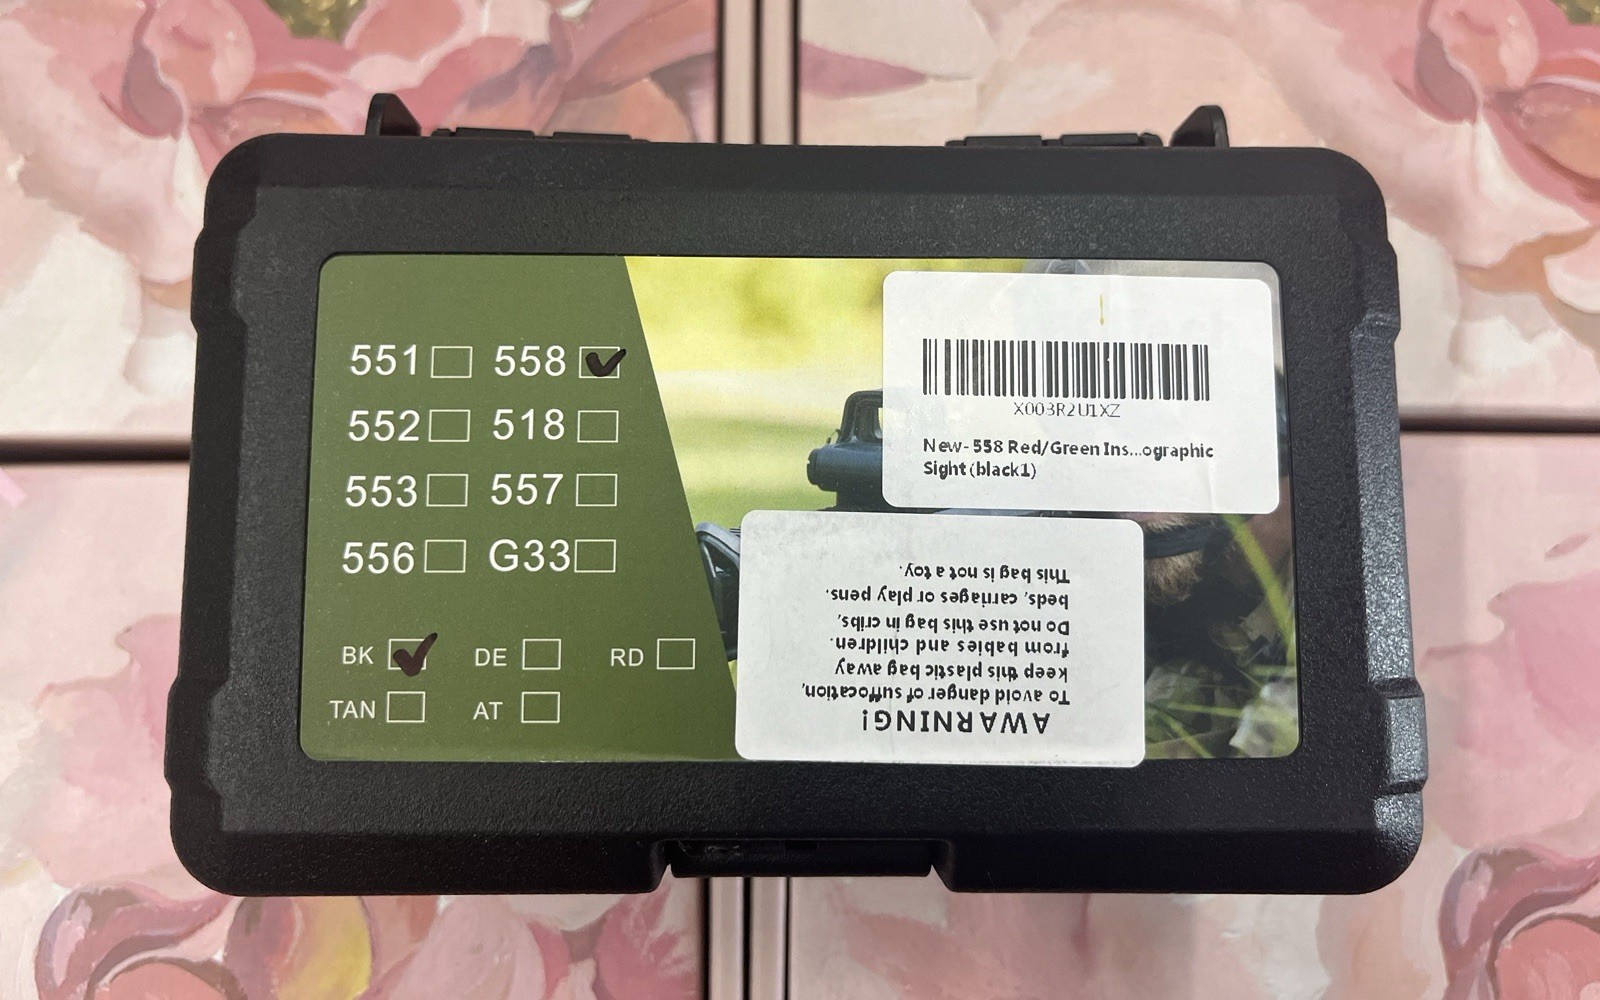 551 558
552 518
553 557
556 G33
BK DE RD
TAN AT
X003R2U1XZ
New- 558 Red/Green Ins...ographic
Sight (black1)
AWARNING!
To avoid danger of suffocation,
keep this plastic bag away
from babies and children.
Do not use this bag in cribs,
beds, carriages or play pens.
This bag is not a toy.